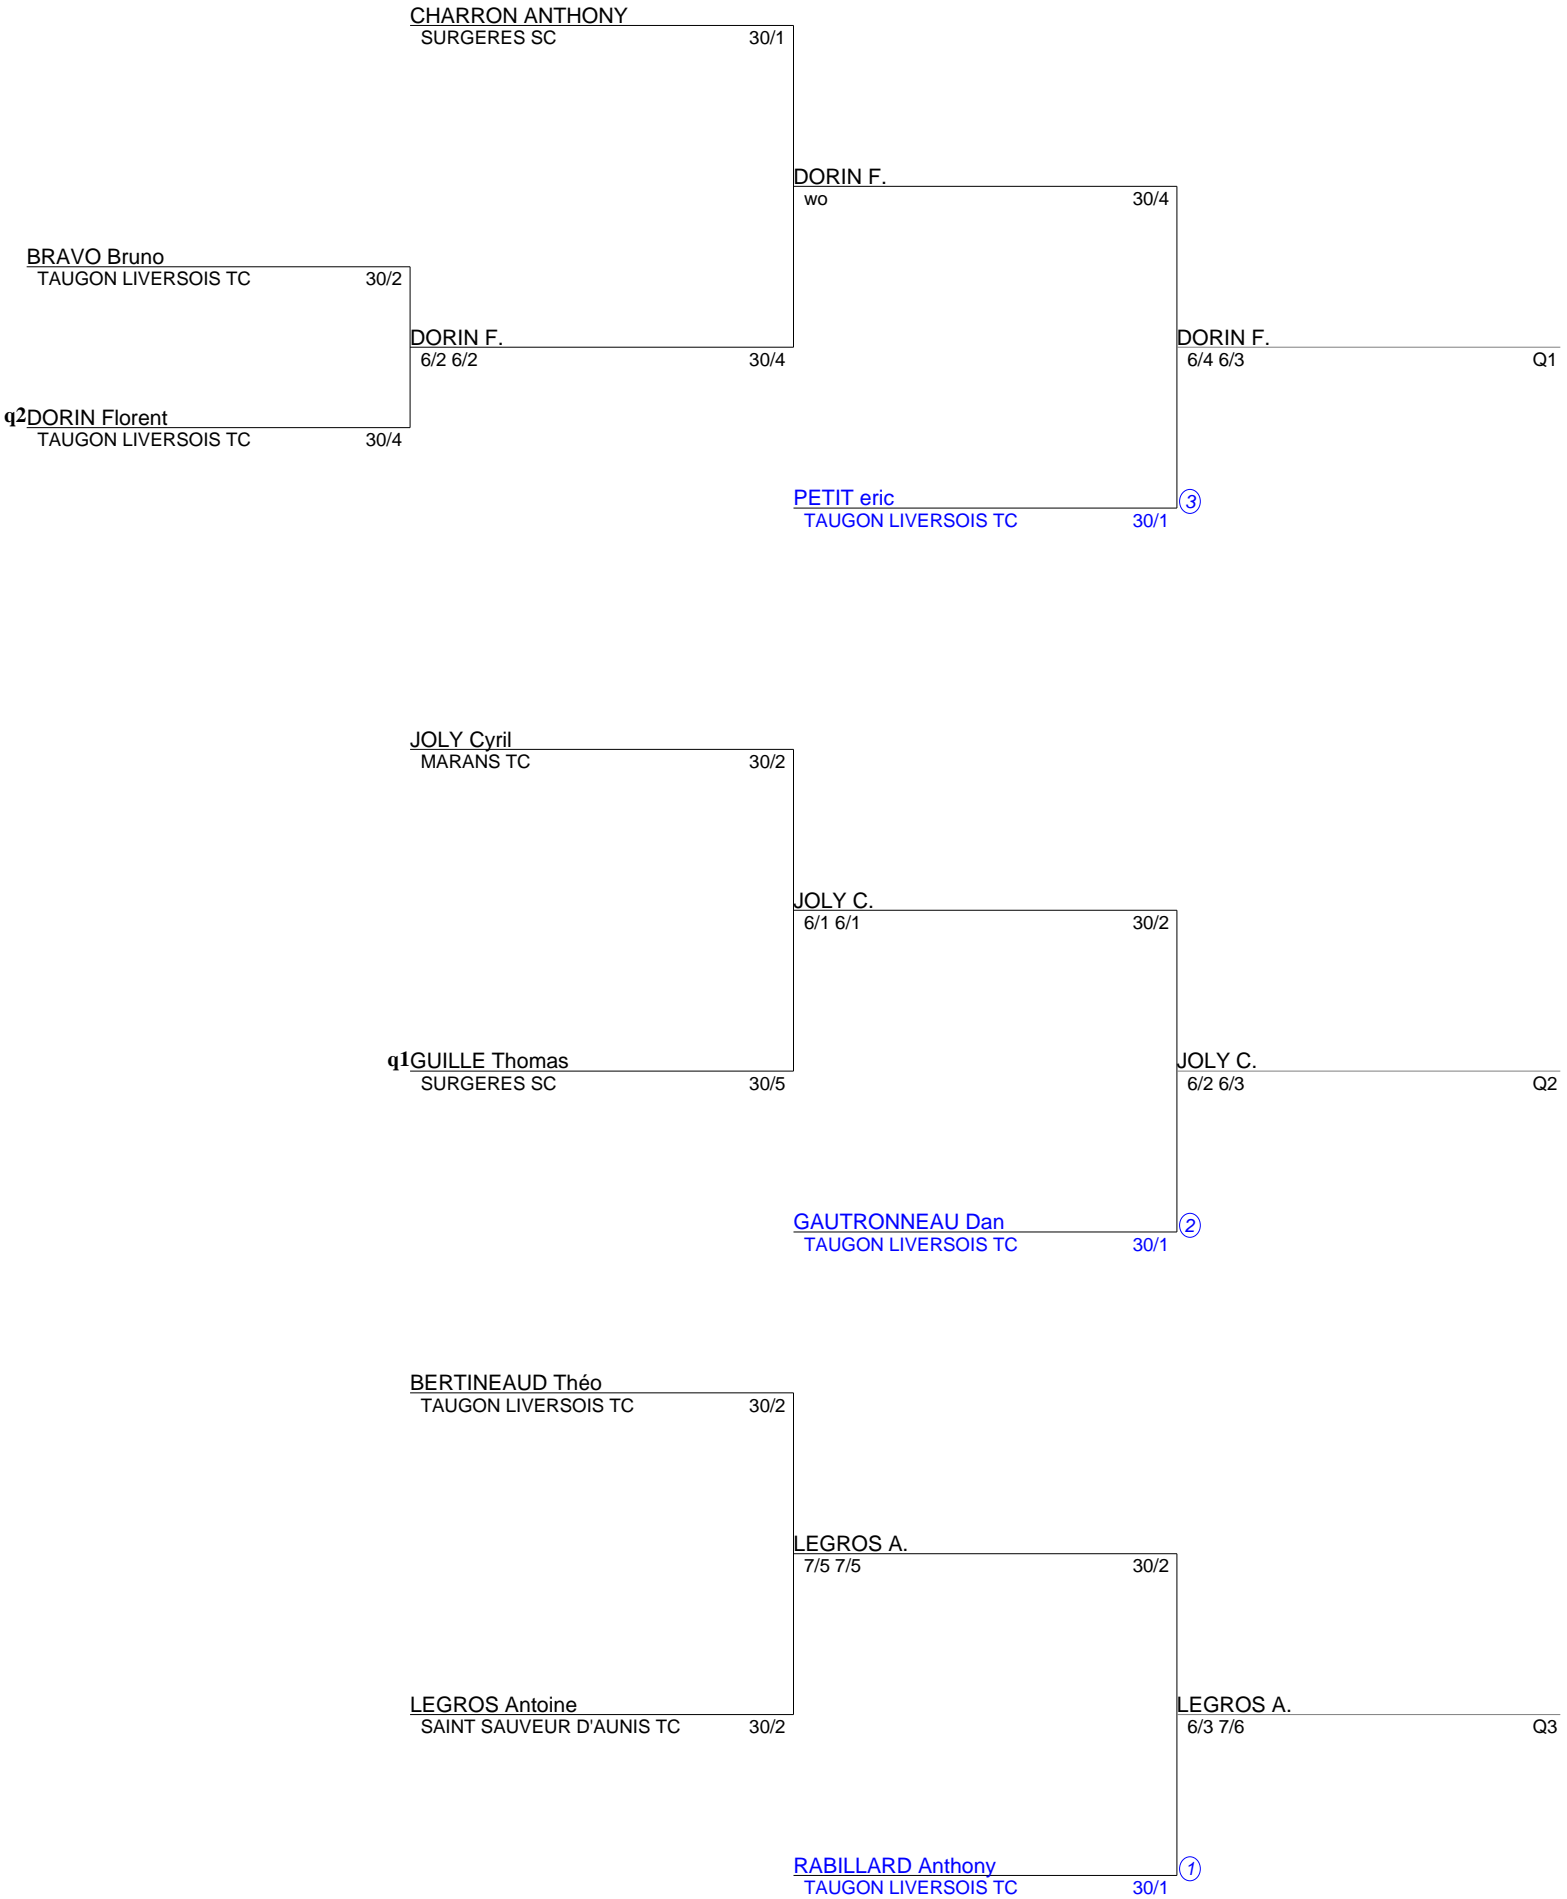 CHARRON ANTHONY
SURGERES SC 30/1
DORIN F.
wo 30/4
BRAVO Bruno
TAUGON LIVERSOIS TC 30/2
DORIN F.
6/2 6/2 30/4
DORIN F.
6/4 6/3 Q1
q2 DORIN Florent
TAUGON LIVERSOIS TC 30/4
PETIT eric 3
TAUGON LIVERSOIS TC 30/1
JOLY Cyril
MARANS TC 30/2
JOLY C.
6/1 6/1 30/2
q1 GUILLE Thomas
SURGERES SC 30/5
JOLY C.
6/2 6/3 Q2
GAUTRONNEAU Dan 2
TAUGON LIVERSOIS TC 30/1
BERTINEAUD Théo
TAUGON LIVERSOIS TC 30/2
LEGROS A.
7/5 7/5 30/2
LEGROS Antoine
SAINT SAUVEUR D'AUNIS TC 30/2
LEGROS A.
6/3 7/6 Q3
RABILLARD Anthony 1
TAUGON LIVERSOIS TC 30/1